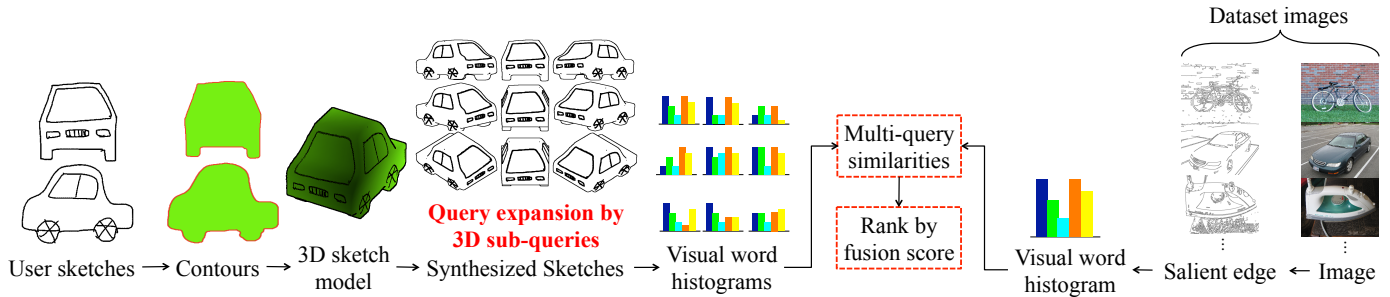 Dataset images
Multi-query
similarities
Query expansion by
3D sub-queries
Rank by
fusion score
User sketches
Contours
3D sketch
model
Synthesized Sketches
Visual word
histograms
Visual word
histogram
Salient edge
Image